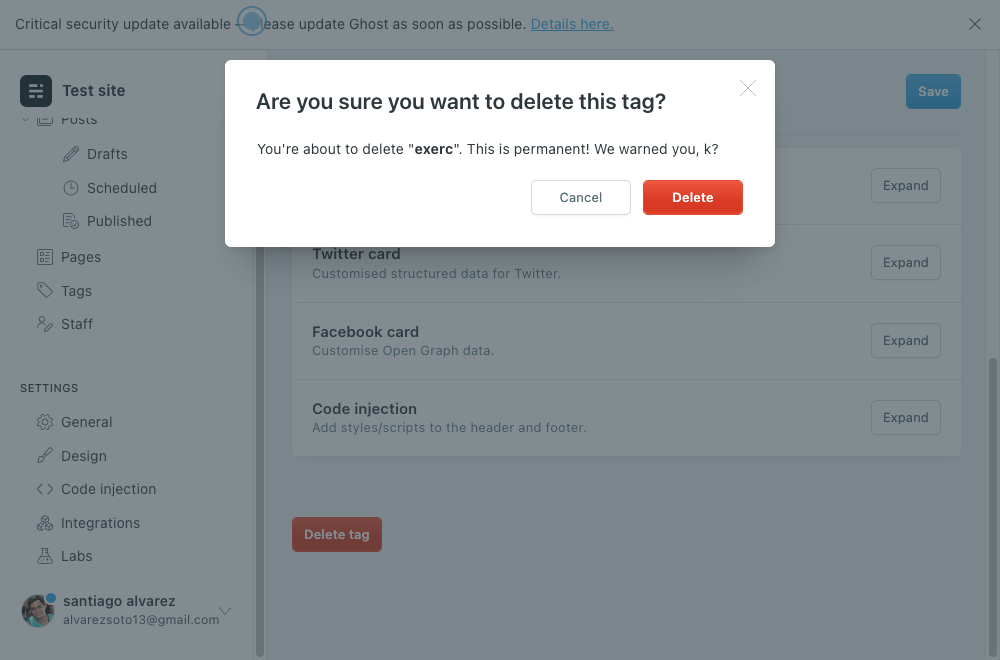 Critical security update available — Please update Ghost as soon as possible. Details here.
Test site
Posts
Drafts
Scheduled
Published
Pages
Tags
Staff
SETTINGS
General
Design
Code injection
Integrations
Labs
santiago alvarez
alvarezsoto13@gmail.com
Save
Are you sure you want to delete this tag?
You're about to delete "exerc". This is permanent! We warned you, k?
Cancel
Delete
Expand
Twitter card
Customised structured data for Twitter.
Expand
Facebook card
Customise Open Graph data.
Expand
Code injection
Add styles/scripts to the header and footer.
Expand
Delete tag